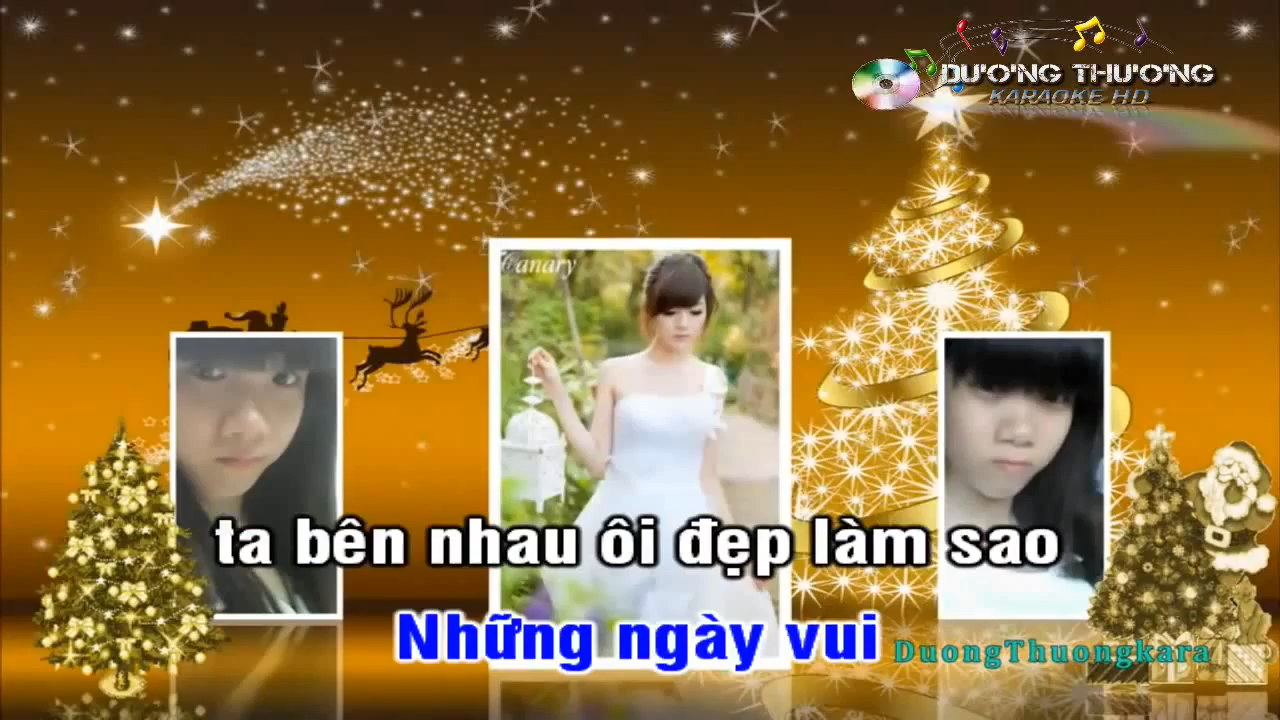 DƯƠNG THƯƠNG
KARAOKE HD
Canary
ta bên nhau ôi đẹp làm sao
Những ngày vui
DuongThuongkara